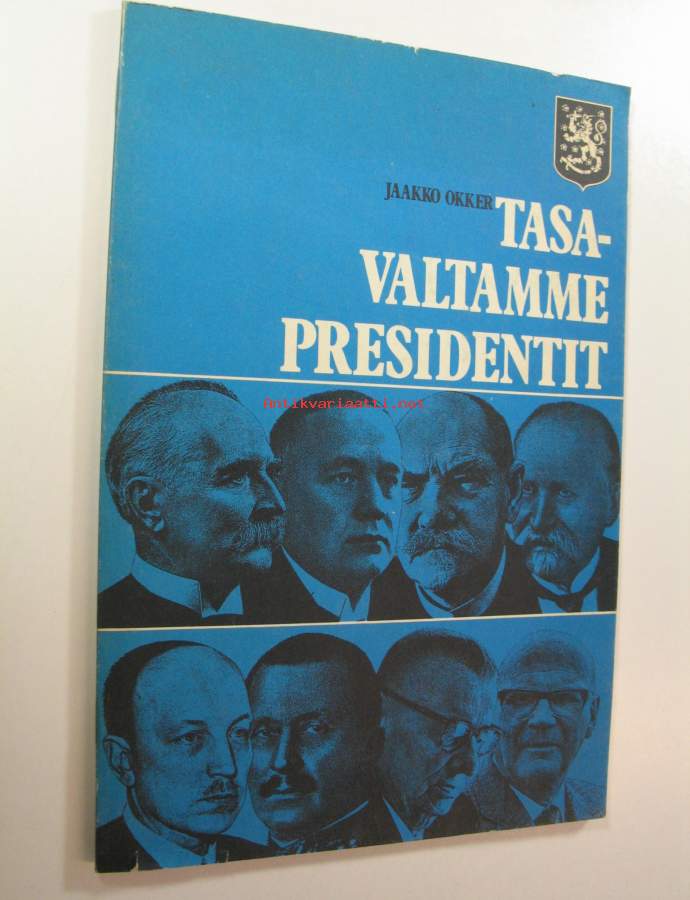 JAAKKO OKKER
TASA-
VALTAMME
PRESIDENTIT
Antikvariaatti.net